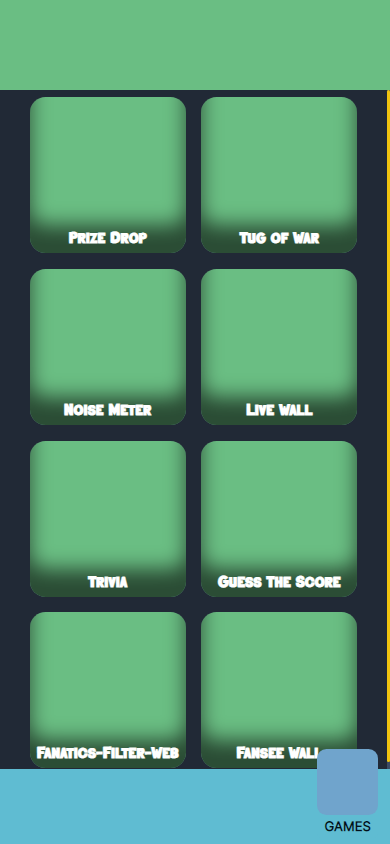 Prize Drop
Tug of War
Noise Meter
Live Wall
Trivia
Guess The Score
Fanatics-Filter-Web
Fansee Wall
GAMES